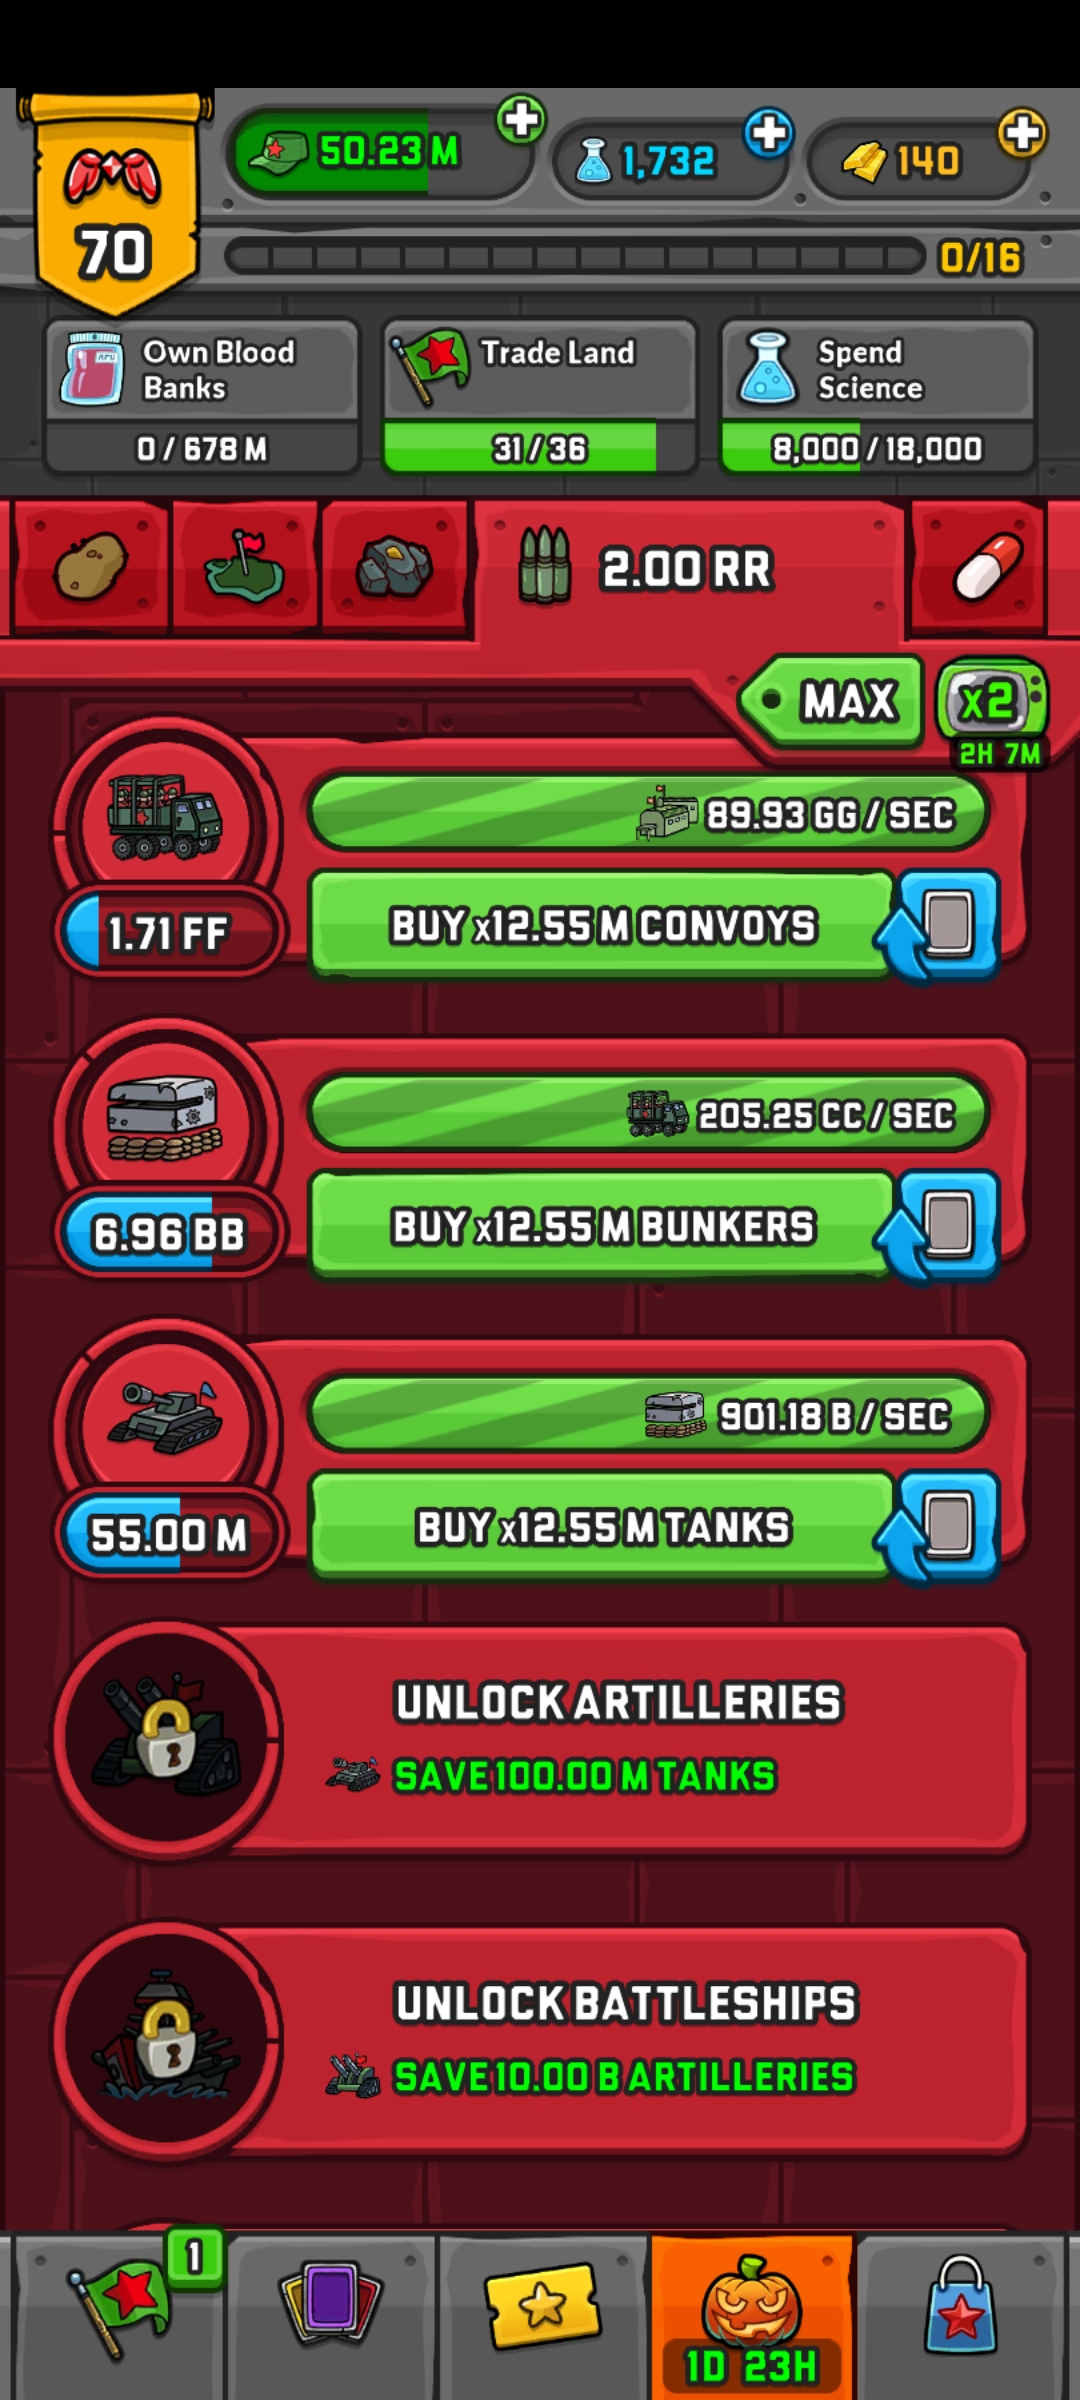 70
50.23 M
1,732
140
0/16
Own Blood
Banks
0 / 678 M
Trade Land
31 / 36
Spend
Science
8,000 / 18,000
2.00 RR
MAX
x2
2H 7M
89.93 GG / SEC
1.71 FF
BUY x12.55 M CONVOYS
205.25 CC / SEC
6.96 BB
BUY x12.55 M BUNKERS
901.18 B / SEC
55.00 M
BUY x12.55 M TANKS
UNLOCK ARTILLERIES
SAVE 100.00 M TANKS
UNLOCK BATTLESHIPS
SAVE 10.00 B ARTILLERIES
1
1D 23H